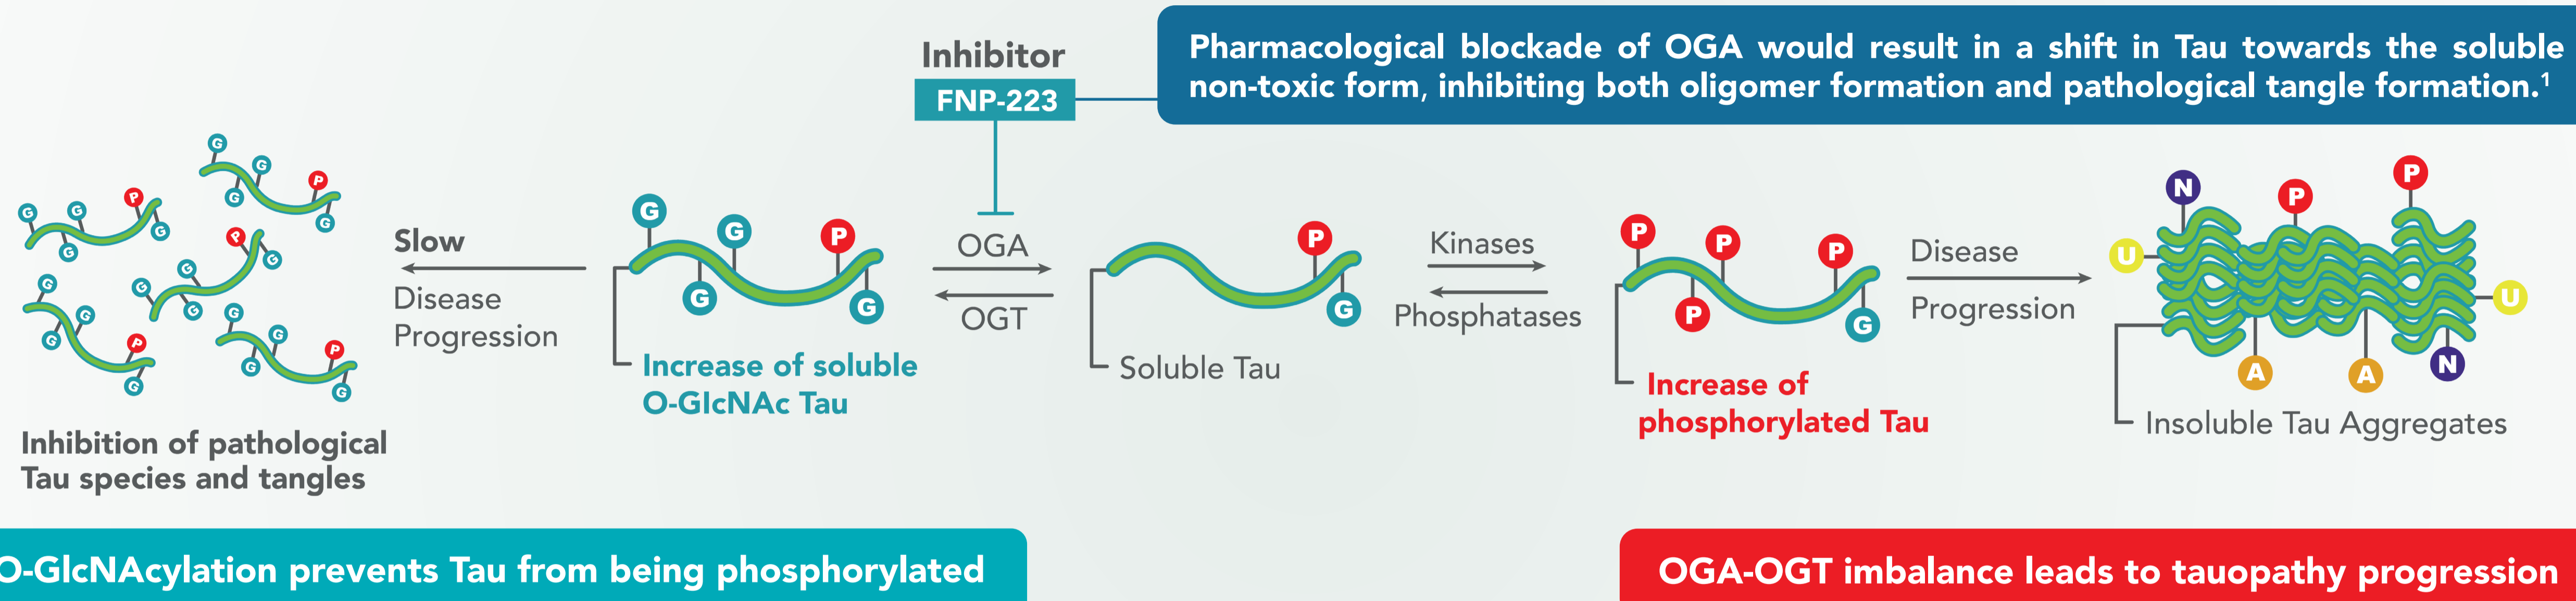 Inhibitor
FNP-223
Pharmacological blockade of OGA would result in a shift in Tau towards the soluble
non-toxic form, inhibiting both oligomer formation and pathological tangle formation.¹
G
G
G
P
G
G
G
G
P
G
G
G
G
P
G
G
G
G
P
G
G
G
G
P
G
Inhibition of pathological
Tau species and tangles
Slow
Disease
Progression
G
G
G
P
G
Increase of soluble
O-GlcNAc Tau
OGA
OGT
P
G
Soluble Tau
Kinases
Phosphatases
P
P
P
P
G
Increase of
phosphorylated Tau
Disease
Progression
N
P
P
U
U
A
A
N
Insoluble Tau Aggregates
O-GlcNAcylation prevents Tau from being phosphorylated
OGA-OGT imbalance leads to tauopathy progression